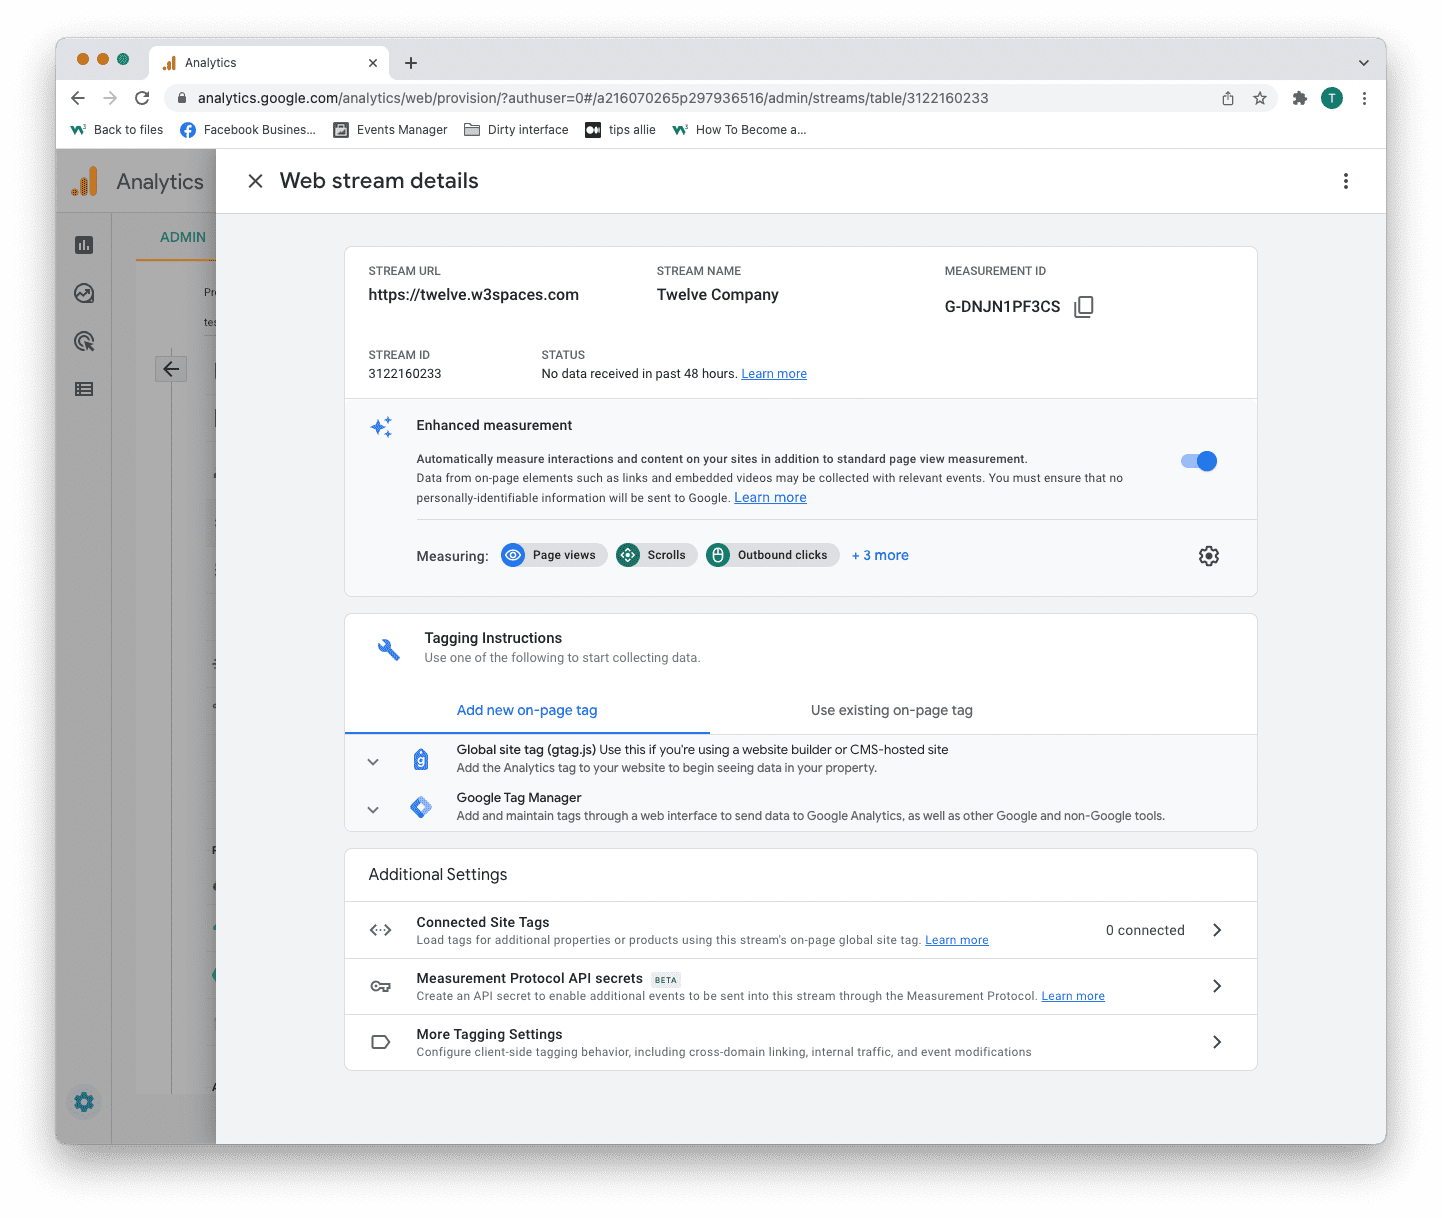 Analytics
analytics.google.com/analytics/web/provision/?authuser=0#/a216070265p297936516/admin/streams/table/3122160233
T
Back to files
Facebook Busines...
Events Manager
Dirty interface
tips allie
How To Become a...
Analytics
Web stream details
ADMIN
STREAM URL
STREAM NAME
MEASUREMENT ID
https://twelve.w3spaces.com
Twelve Company
G-DNJN1PF3CS
STREAM ID
STATUS
3122160233
No data received in past 48 hours. Learn more
Enhanced measurement
Automatically measure interactions and content on your sites in addition to standard page view measurement.
Data from on-page elements such as links and embedded videos may be collected with relevant events. You must ensure that no
personally-identifiable information will be sent to Google. Learn more
Measuring:
Page views
Scrolls
Outbound clicks
+ 3 more
Tagging Instructions
Use one of the following to start collecting data.
Add new on-page tag
Use existing on-page tag
Global site tag (gtag.js) Use this if you're using a website builder or CMS-hosted site
Add the Analytics tag to your website to begin seeing data in your property.
Google Tag Manager
Add and maintain tags through a web interface to send data to Google Analytics, as well as other Google and non-Google tools.
Additional Settings
Connected Site Tags
Load tags for additional properties or products using this stream's on-page global site tag. Learn more
0 connected
Measurement Protocol API secrets BETA
Create an API secret to enable additional events to be sent into this stream through the Measurement Protocol. Learn more
More Tagging Settings
Configure client-side tagging behavior, including cross-domain linking, internal traffic, and event modifications